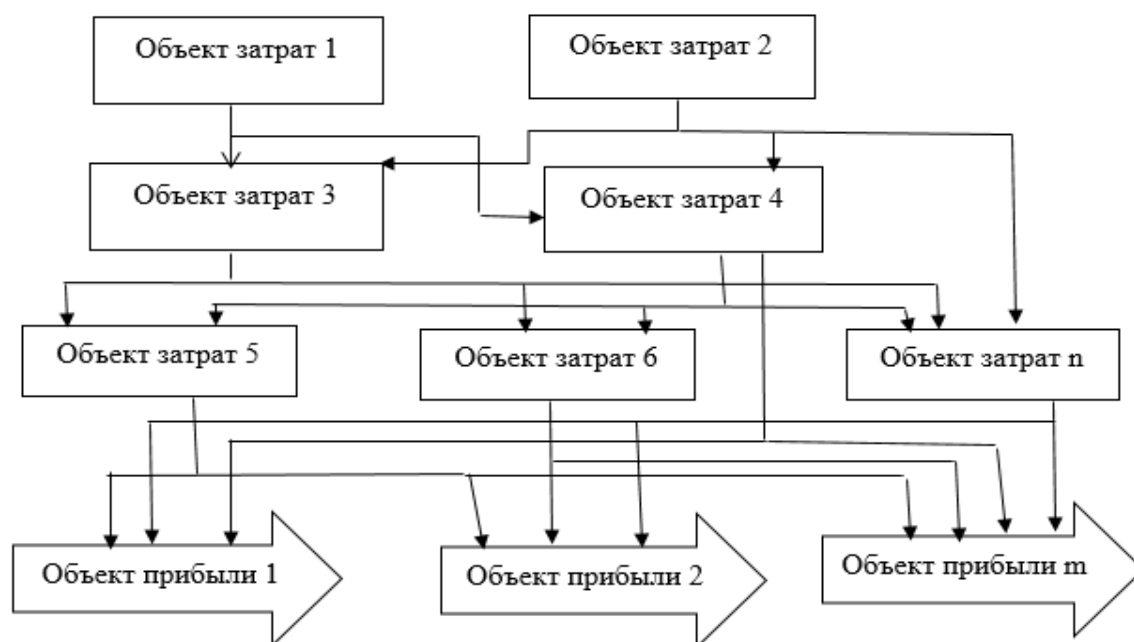 Объект затрат 1
Объект затрат 2
Объект затрат 3
Объект затрат 4
Объект затрат 5
Объект затрат 6
Объект затрат n
Объект прибыли 1
Объект прибыли 2
Объект прибыли m